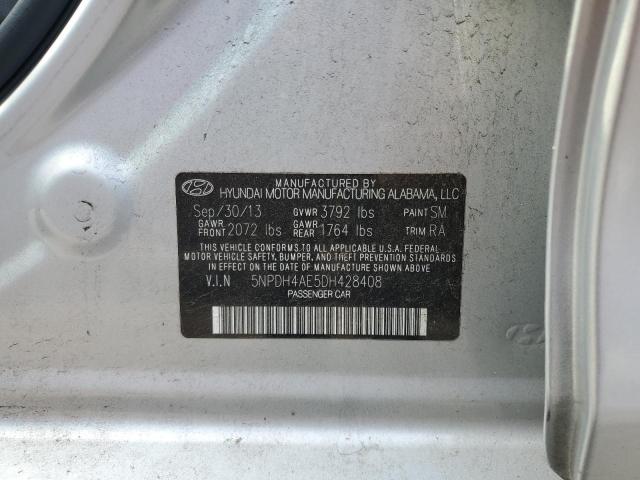 MANUFACTURED BY
HYUNDAI MOTOR MANUFACTURING ALABAMA, LLC
Sep/30/13 GVWR 3792 lbs PAINT SM
GAWR FRONT 2072 lbs GAWR REAR 1764 lbs TRIM RA
THIS VEHICLE CONFORMS TO ALL APPLICABLE U.S.A. FEDERAL
MOTOR VEHICLE SAFETY, BUMPER, AND THEFT PREVENTION STANDARDS
IN EFFECT ON THE DATE OF MANUFACTURE SHOWN ABOVE.
V.I.N 5NPDH4AE5DH428408
PASSENGER CAR